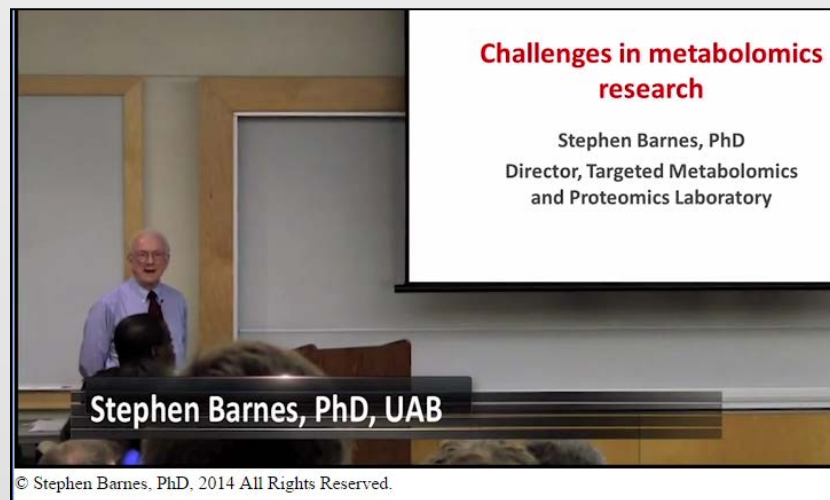 Challenges in metabolomics
research
Stephen Barnes, PhD
Director, Targeted Metabolomics
and Proteomics Laboratory
Stephen Barnes, PhD, UAB
© Stephen Barnes, PhD, 2014 All Rights Reserved.